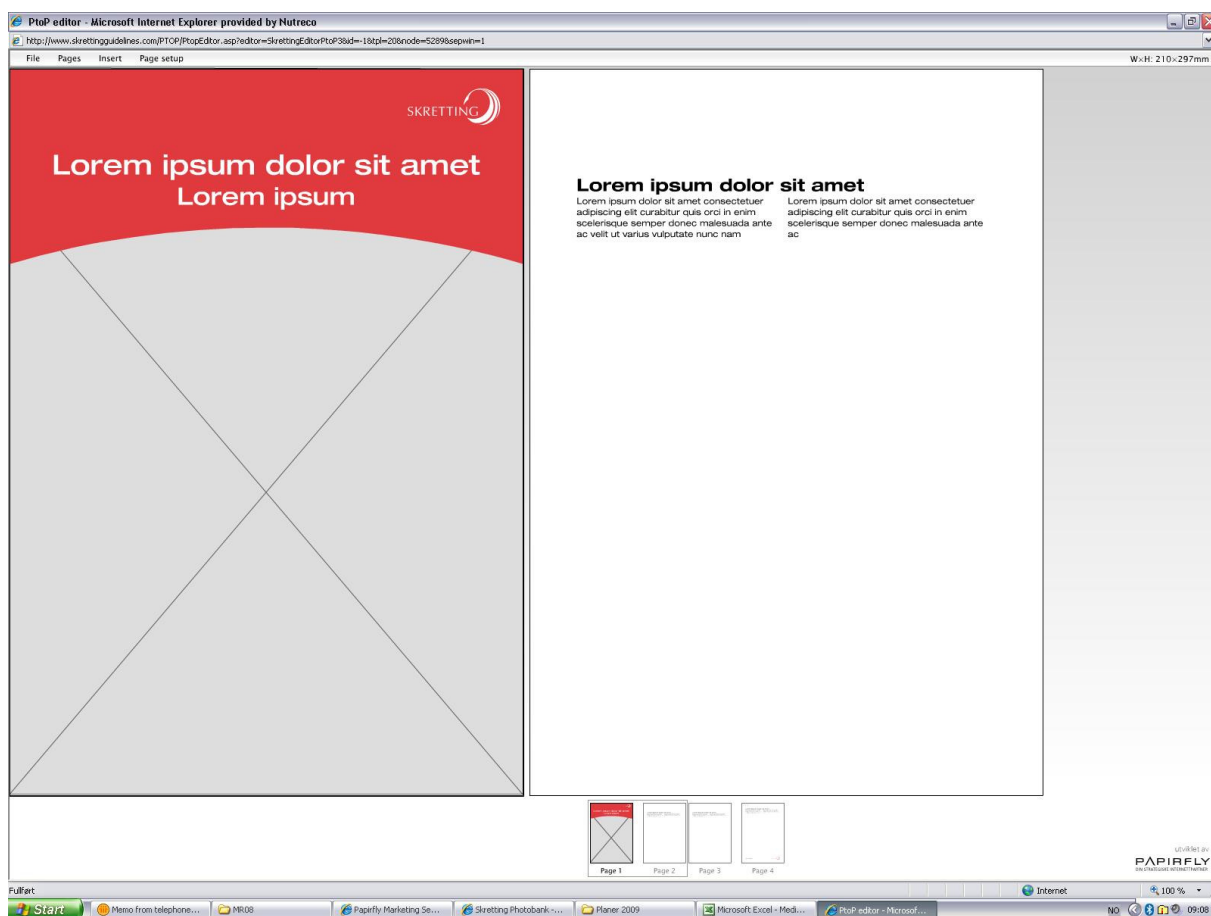 PtoP editor - Microsoft Internet Explorer provided by Nutreco
http://www.skrettingguidelines.com/PTOP/PtopEditor.asp?editor=SkrettingEditorPtoP3&id=-1&tpl=20&node=5289&sepwin=1
File Pages Insert Page setup W×H: 210×297mm
SKRETTING
Lorem ipsum dolor sit amet
Lorem ipsum
Lorem ipsum dolor sit amet
Lorem ipsum dolor sit amet consectetuer
adipiscing elit curabitur quis orci in enim
scelerisque semper donec malesuada ante
ac velit ut varius vulputate nunc nam
Lorem ipsum dolor sit amet consectetuer
adipiscing elit curabitur quis orci in enim
scelerisque semper donec malesuada ante
ac
Page 1 Page 2 Page 3 Page 4
utviklet av
PAPIRFLY
Fullført Internet 100 %
Start Memo from telephone... MR08 Papirfly Marketing Se... Skretting Photobank -... Planer 2009 Microsoft Excel - Medi... PtoP editor - Microsof... NO 09:08